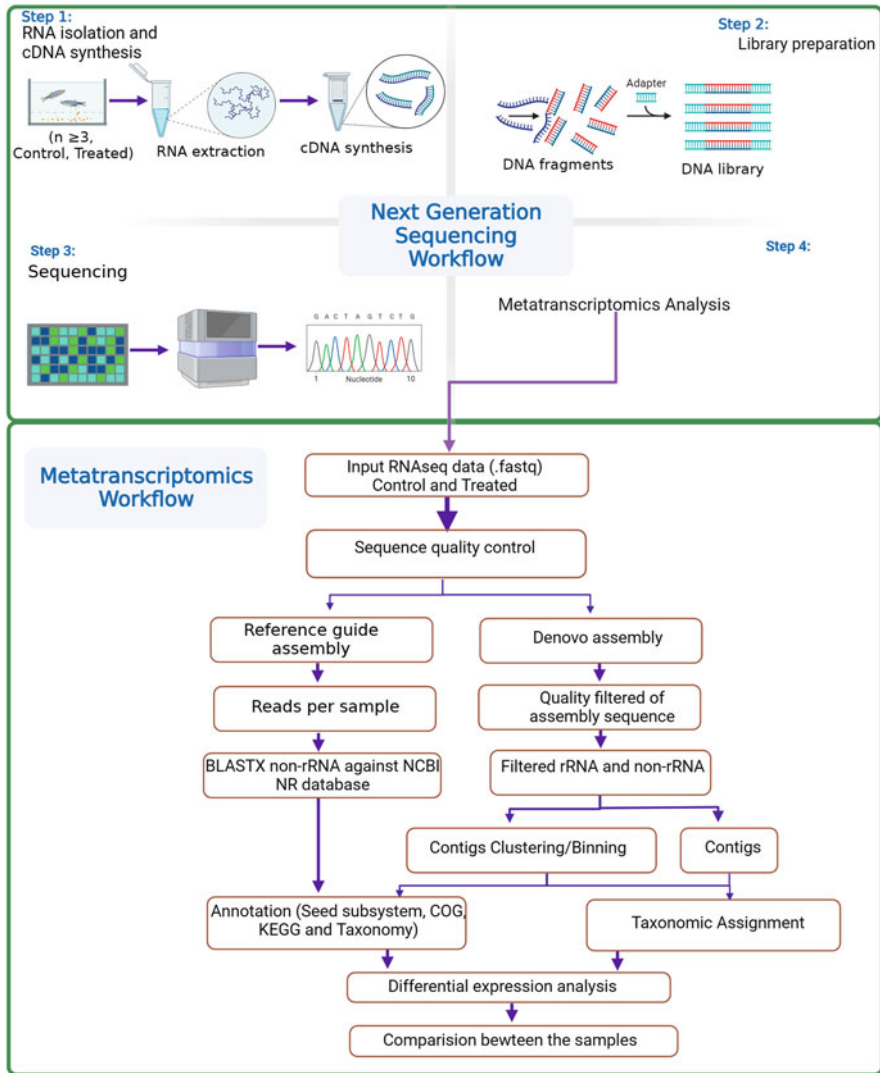 Step 1:
RNA isolation and
cDNA synthesis
(n ≥3,
Control, Treated)
RNA extraction
cDNA synthesis
Step 2:
Library preparation
Adapter
DNA fragments
DNA library
Next Generation
Sequencing
Workflow
Step 3:
Sequencing
G A C T A G T C T G
1
Nucleotide
10
Step 4:
Metatranscriptomics Analysis
Metatranscriptomics
Workflow
Input RNAseq data (.fastq)
Control and Treated
Sequence quality control
Reference guide
assembly
Denovo assembly
Reads per sample
Quality filtered of
assembly sequence
BLASTX non-rRNA against NCBI
NR database
Filtered rRNA and non-rRNA
Contigs Clustering/Binning
Contigs
Annotation (Seed subsystem, COG,
KEGG and Taxonomy)
Taxonomic Assignment
Differential expression analysis
Comparision bewteen the samples